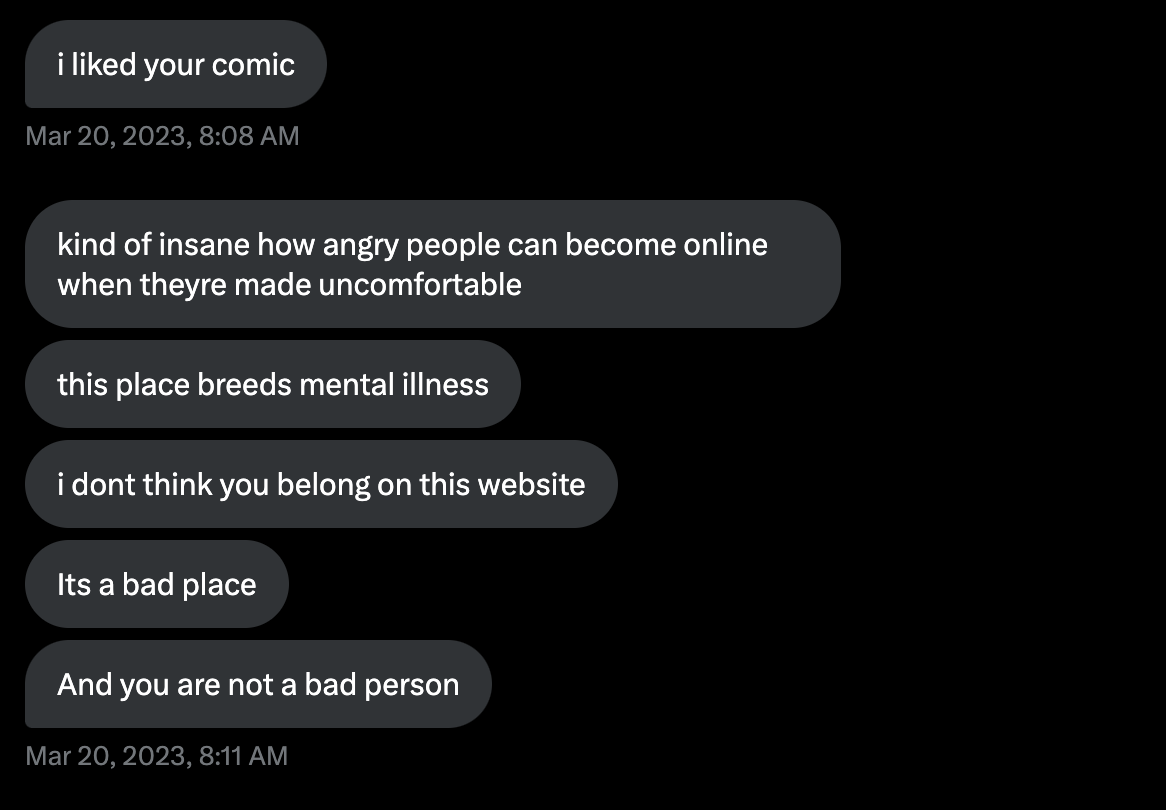 i liked your comic
Mar 20, 2023, 8:08 AM
kind of insane how angry people can become online
when theyre made uncomfortable
this place breeds mental illness
i dont think you belong on this website
Its a bad place
And you are not a bad person
Mar 20, 2023, 8:11 AM